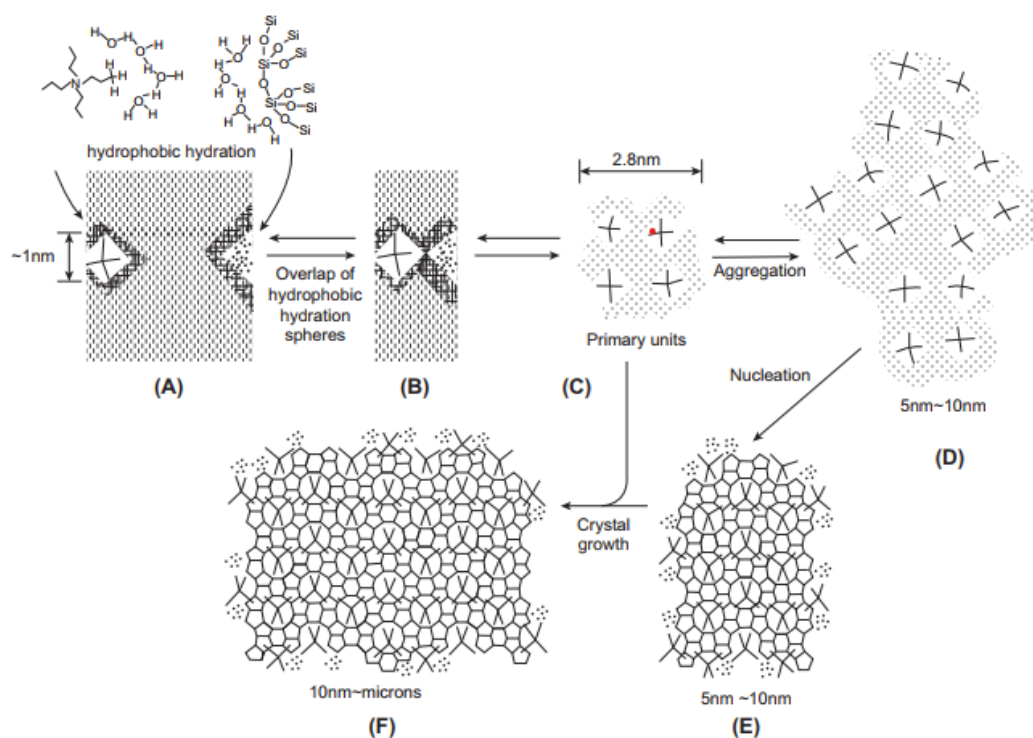 hydrophobic hydration
2.8nm
~1nm
Overlap of
hydrophobic
hydration
spheres
Aggregation
Primary units
(A)
(B)
(C)
Nucleation
5nm~10nm
(D)
Crystal
growth
10nm~microns
5nm ~10nm
(F)
(E)